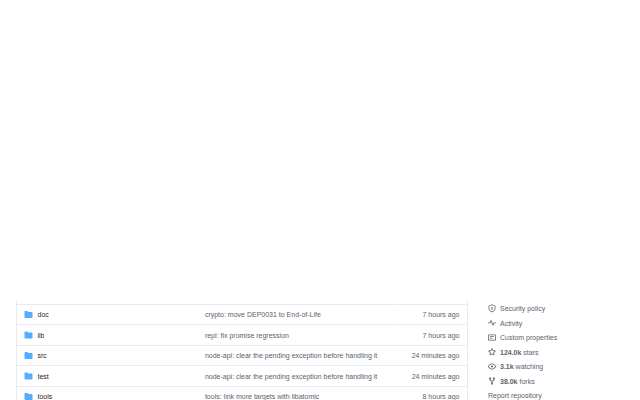 doc crypto: move DEP0031 to End-of-Life 7 hours ago
lib repl: fix promise regression 7 hours ago
src node-api: clear the pending exception before handling it 24 minutes ago
test node-api: clear the pending exception before handling it 24 minutes ago
tools tools: link more targets with libatomic 8 hours ago
Security policy
Activity
Custom properties
124.0k stars
3.1k watching
38.0k forks
Report repository